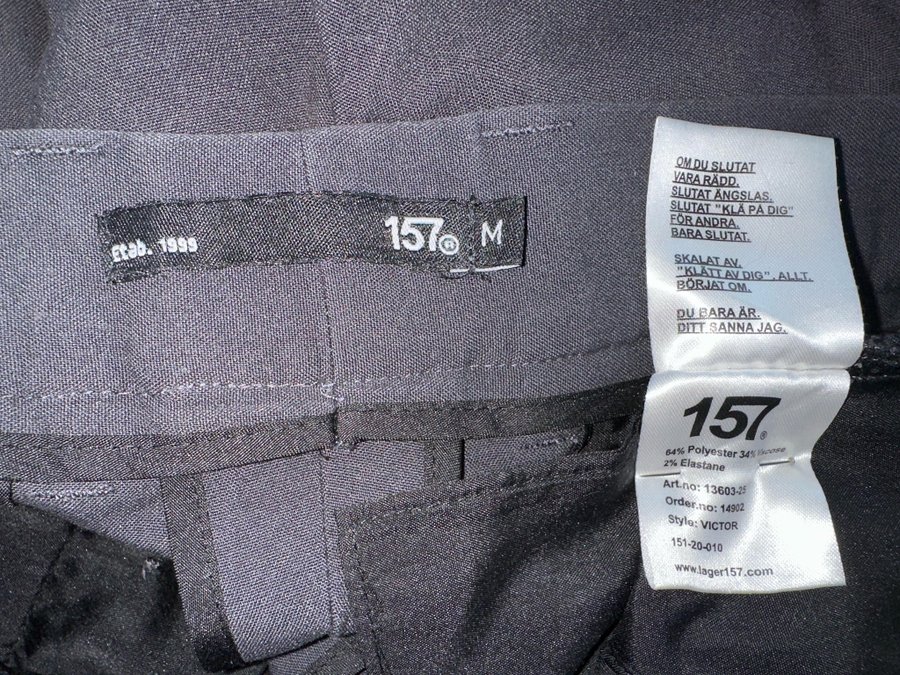 Etab. 1999
157 M
OM DU SLUTAT
VARA RÄDD.
SLUTAT ÄNGSLAS.
SLUTAT "KLÄ PÅ DIG"
FÖR ANDRA.
BARA SLUTAT.
SKALAT AV.
"KLÄTT AV DIG". ALLT.
BÖRJAT OM.
DU BARA ÄR.
DITT SANNA JAG.
157®
64% Polyester 34% Viscose
2% Elastane
Art.no: 13603-25
Order.no: 14902
Style: VICTOR
151-20-010
www.lager157.com